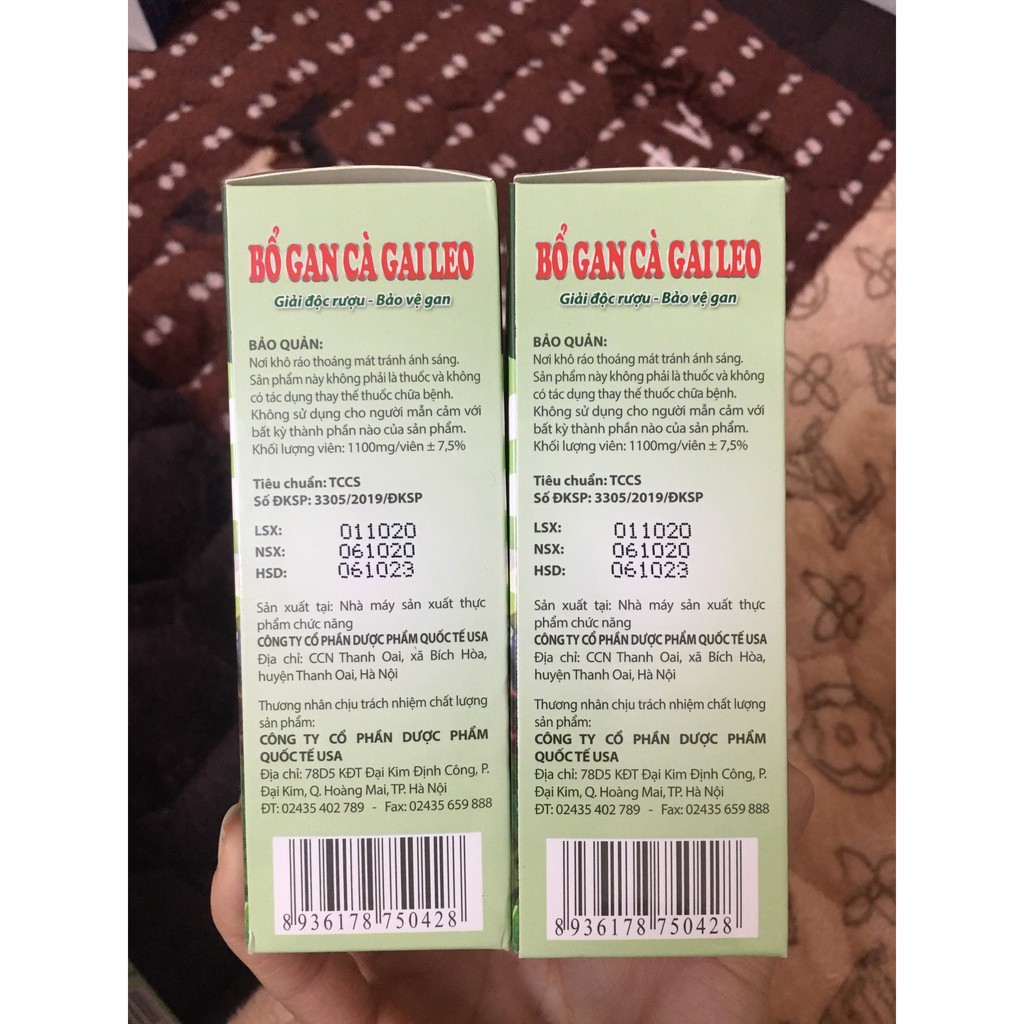 BỔ GAN CÀ GAI LEO
Giải độc rượu - Bảo vệ gan
BẢO QUẢN:
Nơi khô ráo thoáng mát tránh ánh sáng.
Sản phẩm này không phải là thuốc và không
có tác dụng thay thế thuốc chữa bệnh.
Không sử dụng cho người mẫn cảm với
bất kỳ thành phần nào của sản phẩm.
Khối lượng viên: 1100mg/viên ± 7,5%
Tiêu chuẩn: TCCS
Số ĐKSP: 3305/2019/ĐKSP
LSX: 011020
NSX: 061020
HSD: 061023
Sản xuất tại: Nhà máy sản xuất thực
phẩm chức năng
CÔNG TY CỔ PHẦN DƯỢC PHẨM QUỐC TẾ USA
Địa chỉ: CCN Thanh Oai, xã Bích Hòa,
huyện Thanh Oai, Hà Nội
Thương nhân chịu trách nhiệm chất lượng
sản phẩm:
CÔNG TY CỔ PHẦN DƯỢC PHẨM
QUỐC TẾ USA
Địa chỉ: 78D5 KĐT Đại Kim Định Công, P.
Đại Kim, Q. Hoàng Mai, TP. Hà Nội
ĐT: 02435 402 789 - Fax: 02435 659 888
8 936178 750428
BỔ GAN CÀ GAI LEO
Giải độc rượu - Bảo vệ gan
BẢO QUẢN:
Nơi khô ráo thoáng mát tránh ánh sáng.
Sản phẩm này không phải là thuốc và không
có tác dụng thay thế thuốc chữa bệnh.
Không sử dụng cho người mẫn cảm với
bất kỳ thành phần nào của sản phẩm.
Khối lượng viên: 1100mg/viên ± 7,5%
Tiêu chuẩn: TCCS
Số ĐKSP: 3305/2019/ĐKSP
LSX: 011020
NSX: 061020
HSD: 061023
Sản xuất tại: Nhà máy sản xuất thực
phẩm chức năng
CÔNG TY CỔ PHẦN DƯỢC PHẨM QUỐC TẾ USA
Địa chỉ: CCN Thanh Oai, xã Bích Hòa,
huyện Thanh Oai, Hà Nội
Thương nhân chịu trách nhiệm chất lượng
sản phẩm:
CÔNG TY CỔ PHẦN DƯỢC PHẨM
QUỐC TẾ USA
Địa chỉ: 78D5 KĐT Đại Kim Định Công, P.
Đại Kim, Q. Hoàng Mai, TP. Hà Nội
ĐT: 02435 402 789 - Fax: 02435 659 888
8 936178 750428